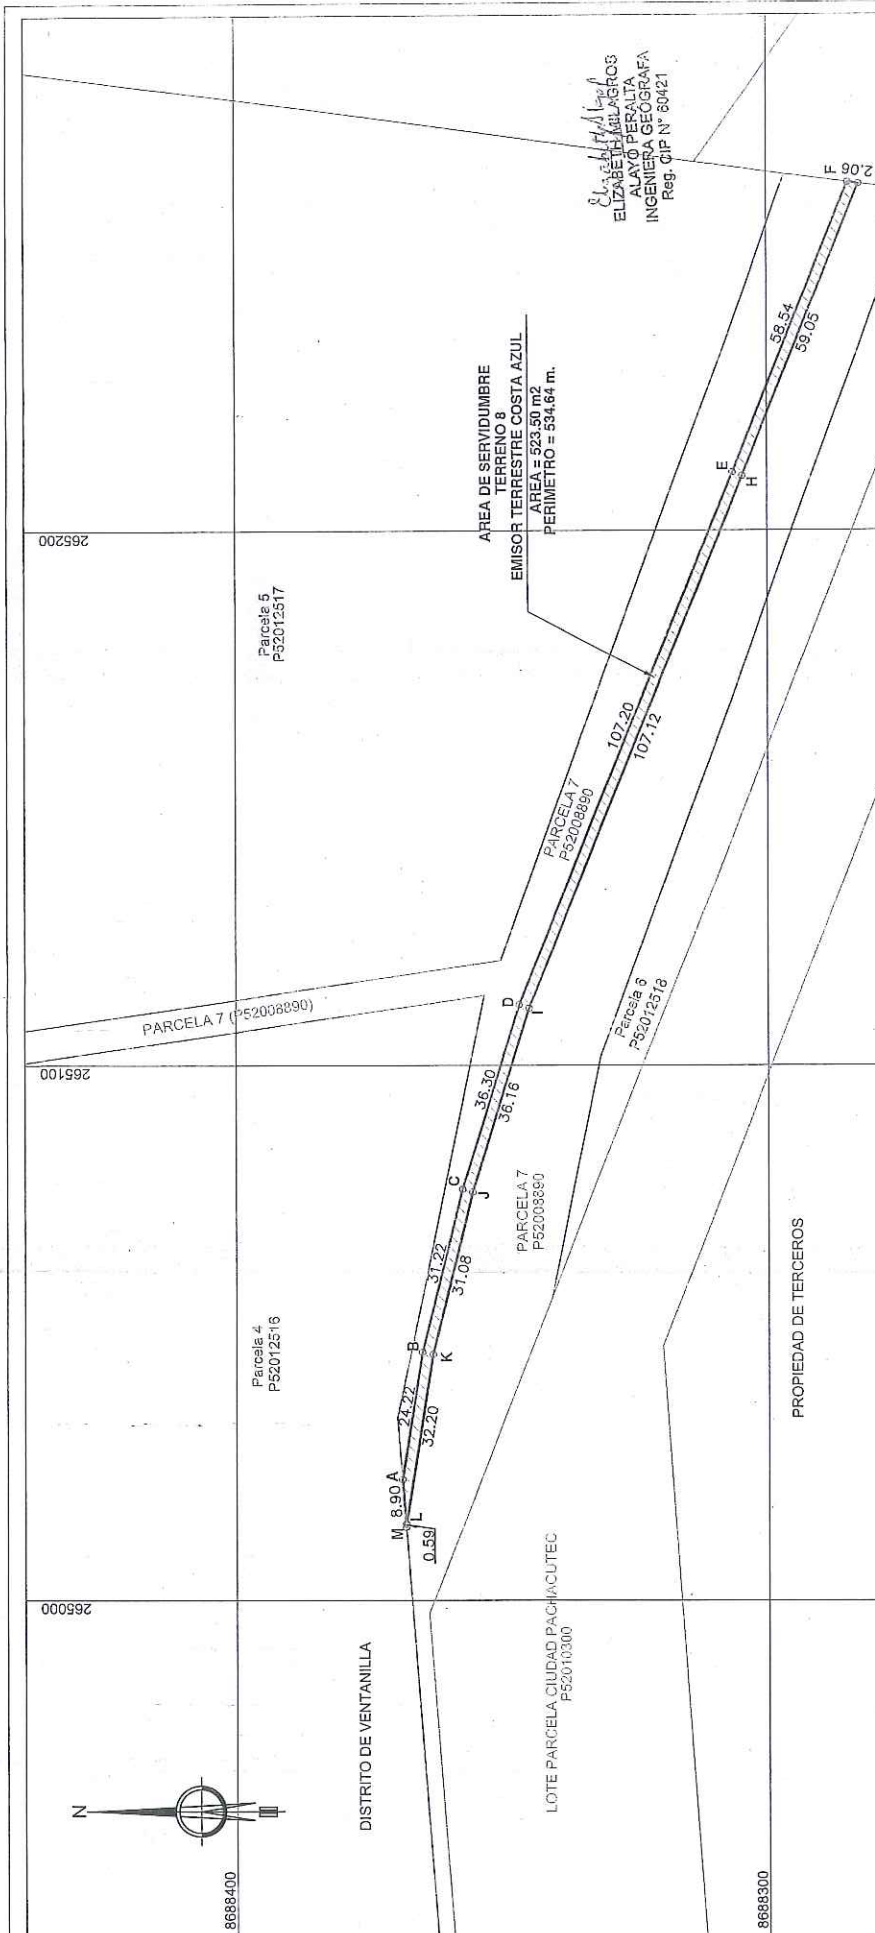 N
8688400
8688300
265000
265100
265200
DISTRITO DE VENTANILLA
LOTE PARCELA CIUDAD PACHACUTEC
P52010300
Parcela 4
P52012516
PARCELA 7 (P52008890)
Parcela 5
P52012517
M
8.90
A
L
0.59
24.22
32.20
B
K
31.22
31.08
C
J
36.30
36.16
D
I
PARCELA 7
P52008890
PARCELA 7
P52008890
Parcela 6
P52012518
PROPIEDAD DE TERCEROS
107.20
107.12
AREA DE SERVIDUMBRE
TERRENO 8
EMISOR TERRESTRE COSTA AZUL
AREA = 523.50 m2
PERIMETRO = 534.64 m.
E
H
58.54
59.05
F
2.06
ELIZABETH MILAGROS
ALAYO PERALTA
INGENIERA GEÓGRAFA
Reg. CIP N° 60421